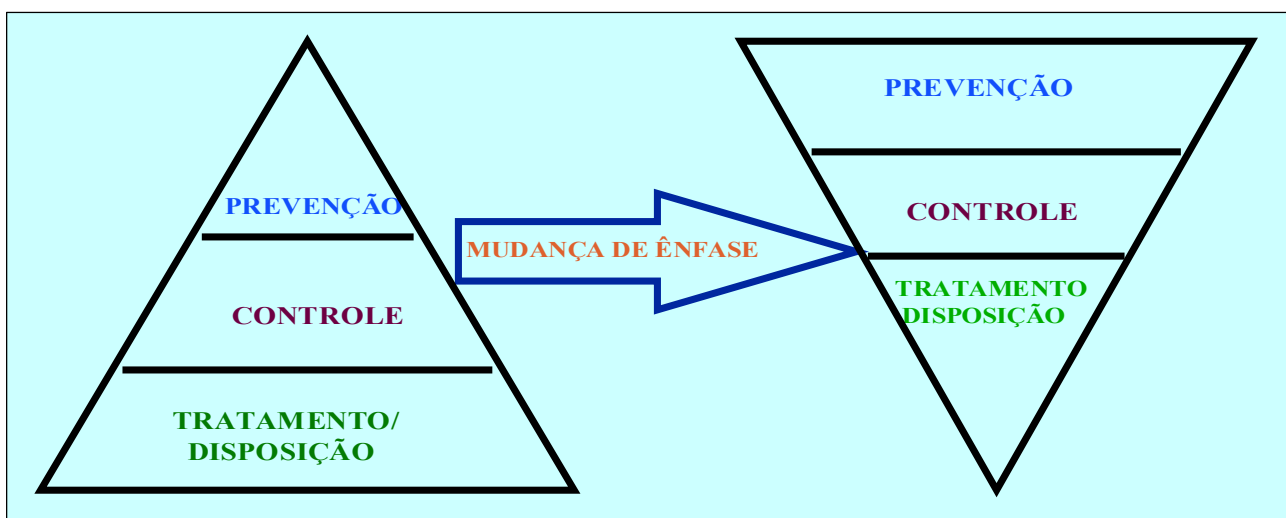 PREVENÇÃO
CONTROLE
TRATAMENTO/
DISPOSIÇÃO
MUDANÇA DE ÊNFASE
PREVENÇÃO
CONTROLE
TRATAMENTO
DISPOSIÇÃO